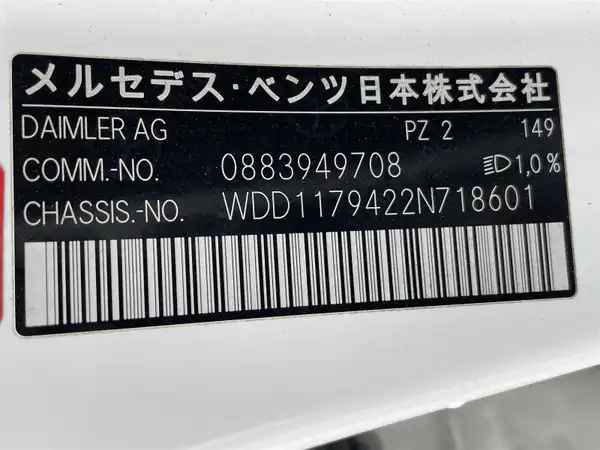 メルセデス・ベンツ日本株式会社
DAIMLER AG PZ 2 149
COMM.-NO. 0883949708 1,0%
CHASSIS.-NO. WDD1179422N718601